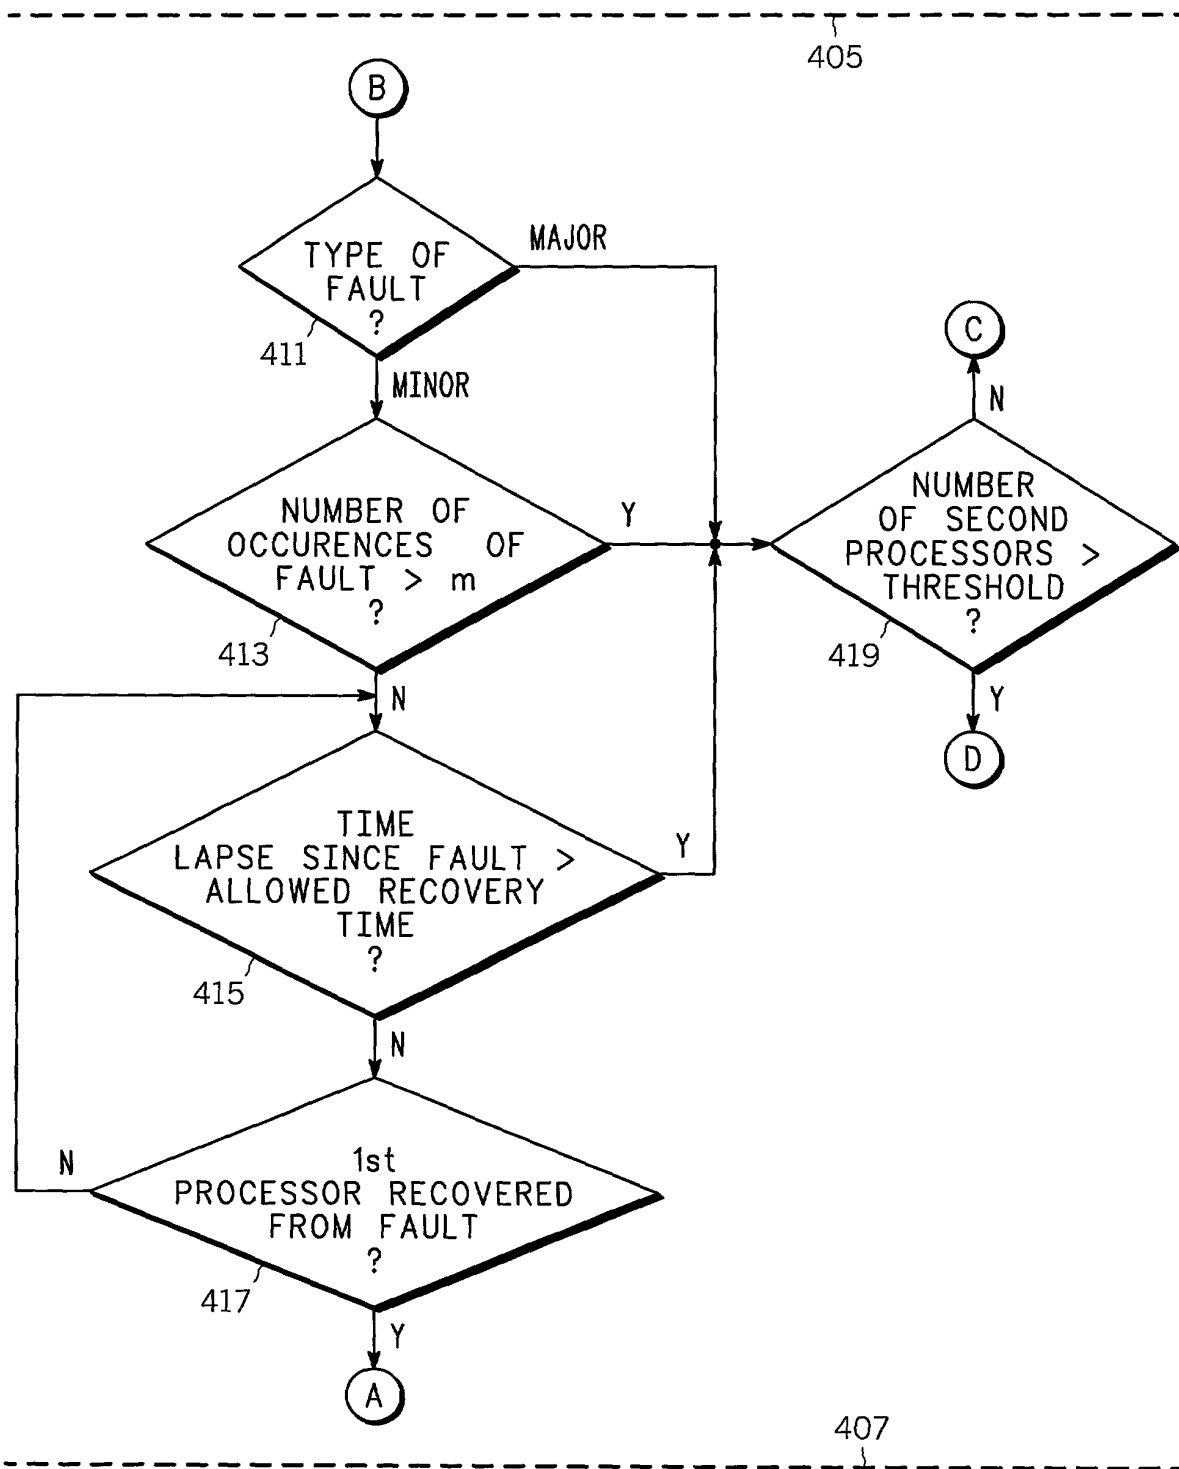 405
B
MAJOR
TYPE OF
FAULT
?
411
MINOR
C
N
NUMBER OF
OCCURENCES OF
FAULT > m
?
413
Y
NUMBER
OF SECOND
PROCESSORS >
THRESHOLD
?
419
N
Y
D
TIME
LAPSE SINCE FAULT >
ALLOWED RECOVERY
TIME
?
415
Y
N
N
1st
PROCESSOR RECOVERED
FROM FAULT
?
417
Y
A
407